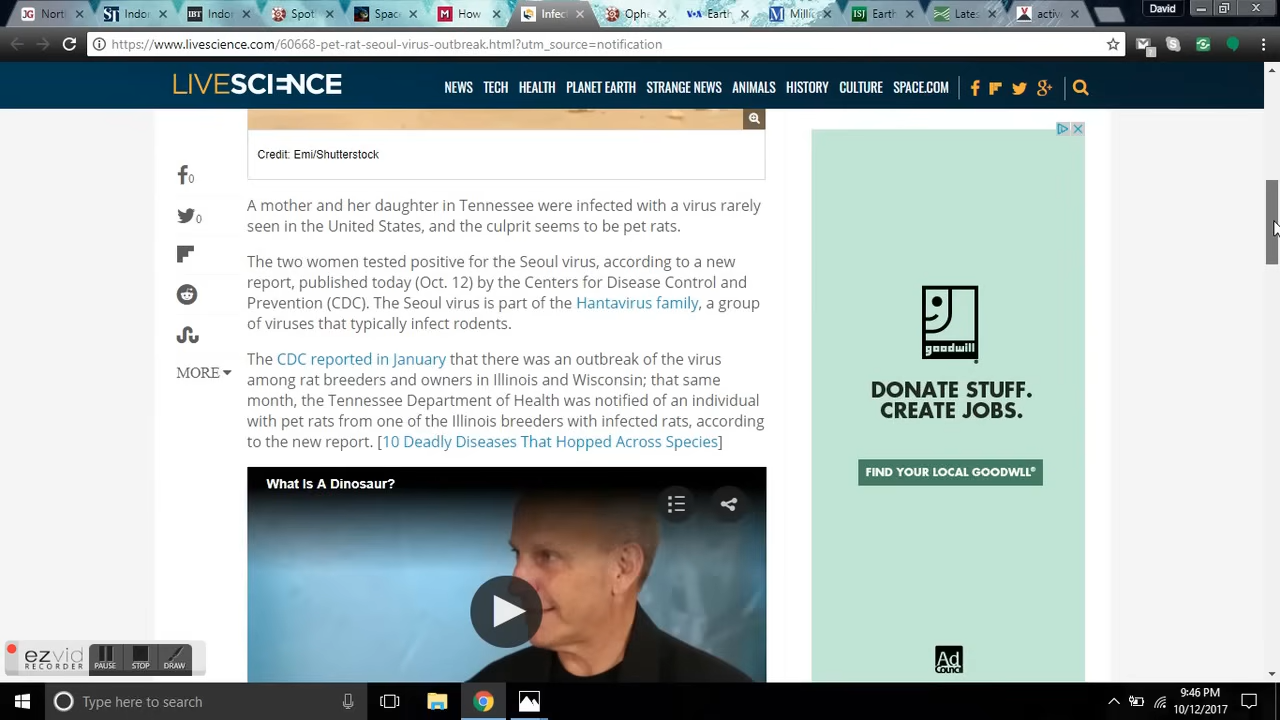 Nort
Indor
Indor
Spot
Space
How
Infect
Ophe
Earth
Milli
Earth
Lates
activ
David
https://www.livescience.com/60668-pet-rat-seoul-virus-outbreak.html?utm_source=notification
LIVESCIENCE
NEWS TECH HEALTH PLANET EARTH STRANGE NEWS ANIMALS HISTORY CULTURE SPACE.COM
Credit: Emi/Shutterstock
0
0
MORE
A mother and her daughter in Tennessee were infected with a virus rarely
seen in the United States, and the culprit seems to be pet rats.
The two women tested positive for the Seoul virus, according to a new
report, published today (Oct. 12) by the Centers for Disease Control and
Prevention (CDC). The Seoul virus is part of the Hantavirus family, a group
of viruses that typically infect rodents.
The CDC reported in January that there was an outbreak of the virus
among rat breeders and owners in Illinois and Wisconsin; that same
month, the Tennessee Department of Health was notified of an individual
with pet rats from one of the Illinois breeders with infected rats, according
to the new report. [10 Deadly Diseases That Hopped Across Species]
What Is A Dinosaur?
goodwill
DONATE STUFF.
CREATE JOBS.
FIND YOUR LOCAL GOODWLL®
Ad
COUNCIL
ezvid
RECORDER
PAUSE STOP DRAW
Type here to search
9:46 PM
10/12/2017